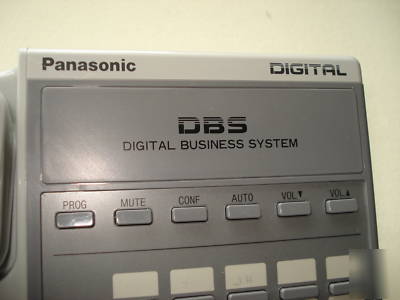 Panasonic DIGITAL
DBS
DIGITAL BUSINESS SYSTEM
PROG MUTE CONF AUTO VOL▼ VOL▲